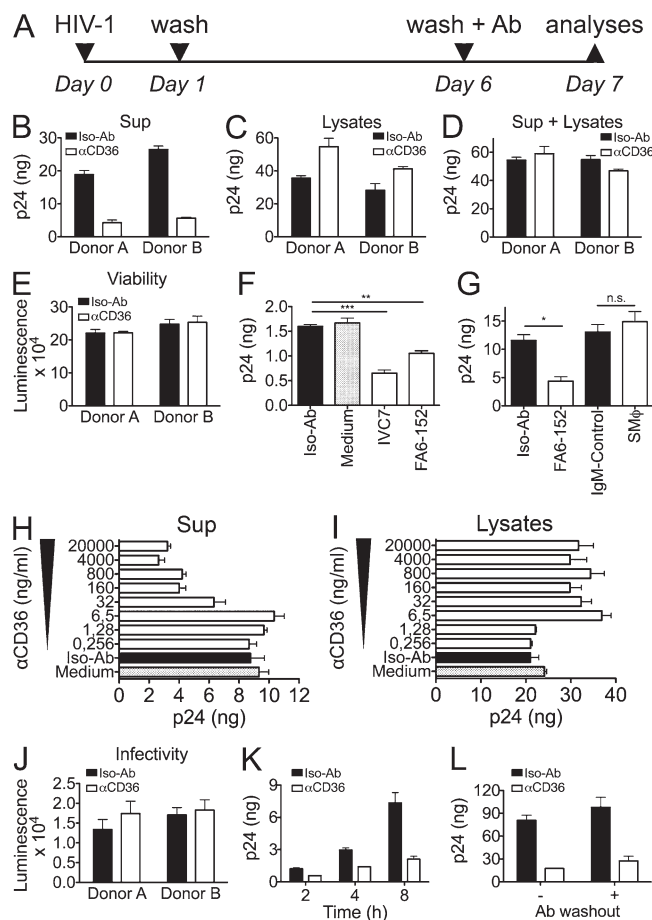 A
HIV-1 wash wash + Ab analyses
Day 0 Day 1 Day 6 Day 7
B
Sup
Iso-Ab
αCD36
p24 (ng)
30
20
10
0
Donor A Donor B
C
Lysates
Iso-Ab
αCD36
p24 (ng)
60
40
20
0
Donor A Donor B
D
Sup + Lysates
Iso-Ab
αCD36
p24 (ng)
60
40
20
0
Donor A Donor B
E
Viability
Iso-Ab
αCD36
Luminescence
x 10⁴
30
20
10
0
Donor A Donor B
F
**
***
p24 (ng)
2.0
1.5
1.0
0.5
0.0
Iso-Ab
Medium
IVC7
FA6-152
G
n.s.
*
p24 (ng)
15
10
5
0
Iso-Ab
FA6-152
IgM-Control
SMϕ
H
Sup
αCD36 (ng/ml)
20000
4000
800
160
32
6,5
1,28
0,256
Iso-Ab
Medium
0 2 4 6 8 10 12
p24 (ng)
I
Lysates
αCD36 (ng/ml)
20000
4000
800
160
32
6,5
1,28
0,256
Iso-Ab
Medium
0 10 20 30 40
p24 (ng)
J
Infectivity
Iso-Ab
αCD36
Luminescence
x 10⁴
2.5
2.0
1.5
1.0
0.5
0.0
Donor A Donor B
K
Iso-Ab
αCD36
p24 (ng)
9
6
3
0
2 4 8
Time (h)
L
Iso-Ab
αCD36
p24 (ng)
120
90
60
30
0
- +
Ab washout